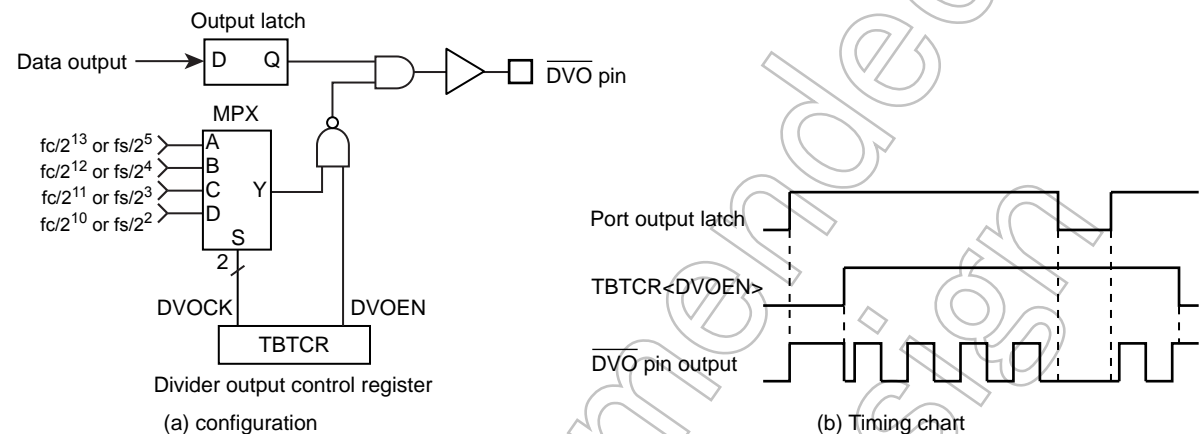 Output latch
Data output
D Q
DVO pin
MPX
fc/2^13 or fs/2^5
fc/2^12 or fs/2^4
fc/2^11 or fs/2^3
fc/2^10 or fs/2^2
A
B
C
D
Y
S
2
DVOCK
DVOEN
TBTCR
Divider output control register
(a) configuration
Port output latch
TBTCR<DVOEN>
DVO pin output
(b) Timing chart